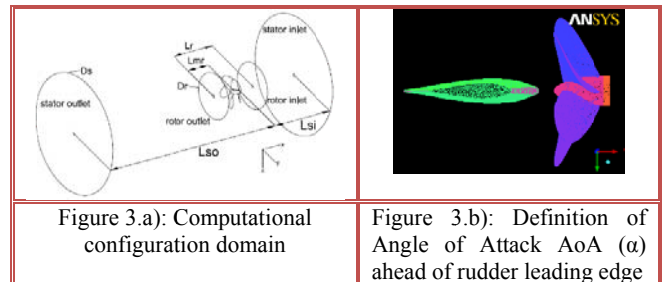 stator inlet
Lr
Lmr
Ds
Dr
stator outlet
rotor inlet
rotor outlet
Lsi
Lso
ANSYS
Figure 3.a): Computational
configuration domain
Figure 3.b): Definition of
Angle of Attack AoA (α)
ahead of rudder leading edge